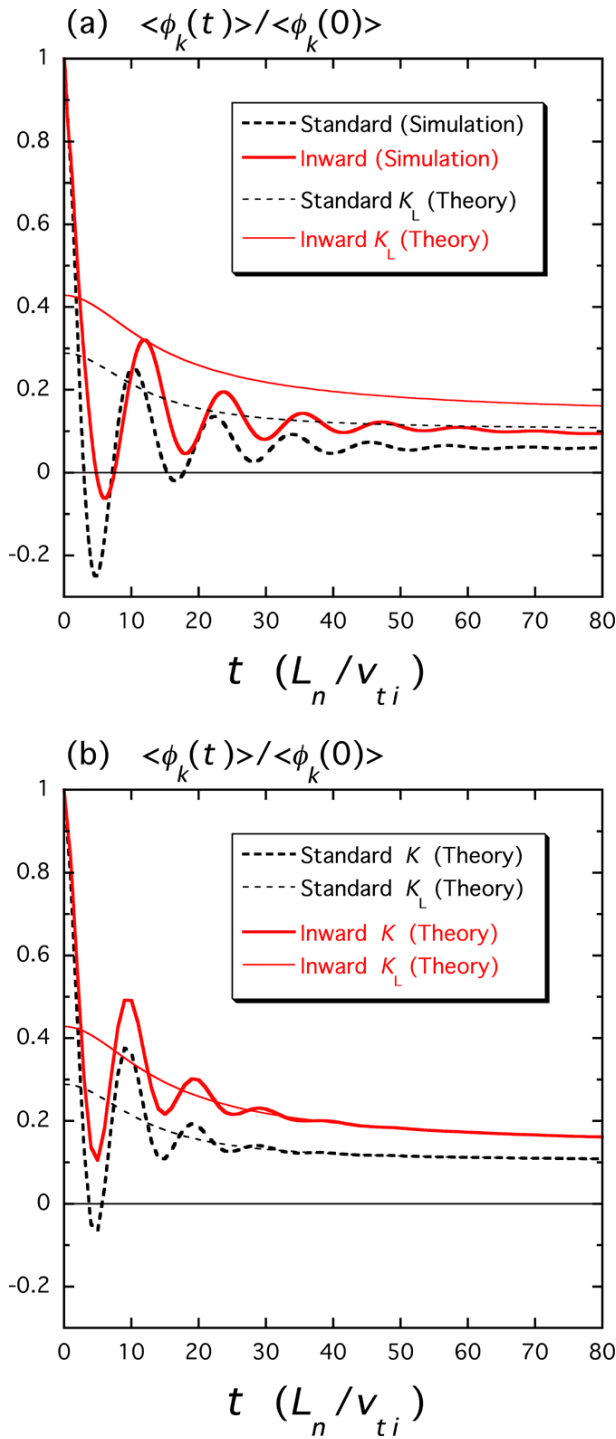 (a) <ϕk(t)>/<ϕk(0)>
1
0.8
0.6
0.4
0.2
0
-0.2
Standard (Simulation)
Inward (Simulation)
Standard KL (Theory)
Inward KL (Theory)
0 10 20 30 40 50 60 70 80
t (Ln/vti)
(b) <ϕk(t)>/<ϕk(0)>
1
0.8
0.6
0.4
0.2
0
-0.2
Standard K (Theory)
Standard KL (Theory)
Inward K (Theory)
Inward KL (Theory)
0 10 20 30 40 50 60 70 80
t (Ln/vti)